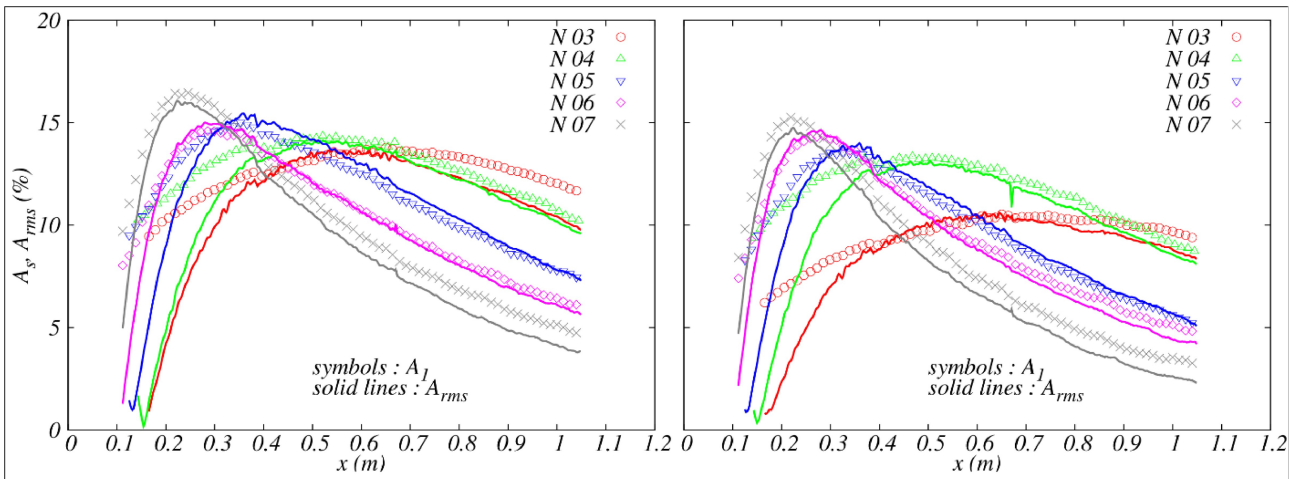 20
15
10
5
0
A_s, A_rms (%)
N 03
N 04
N 05
N 06
N 07
symbols : A_1
solid lines : A_rms
0 0.1 0.2 0.3 0.4 0.5 0.6 0.7 0.8 0.9 1 1.1 1.2
x (m)
N 03
N 04
N 05
N 06
N 07
symbols : A_1
solid lines : A_rms
0 0.1 0.2 0.3 0.4 0.5 0.6 0.7 0.8 0.9 1 1.1 1.2
x (m)